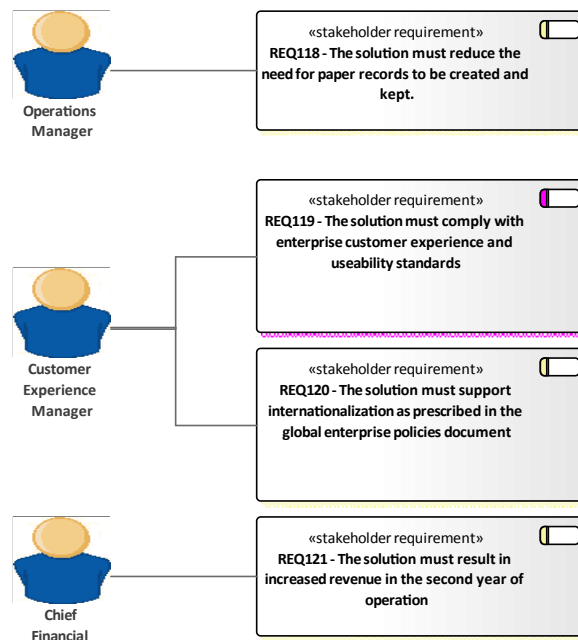 «stakeholder requirement»
REQ118 - The solution must reduce the
need for paper records to be created and
kept.
Operations
Manager
«stakeholder requirement»
REQ119 - The solution must comply with
enterprise customer experience and
useability standards
Customer
Experience
Manager
«stakeholder requirement»
REQ120 - The solution must support
internationalization as prescribed in the
global enterprise policies document
«stakeholder requirement»
REQ121 - The solution must result in
increased revenue in the second year of
operation
Chief
Financial